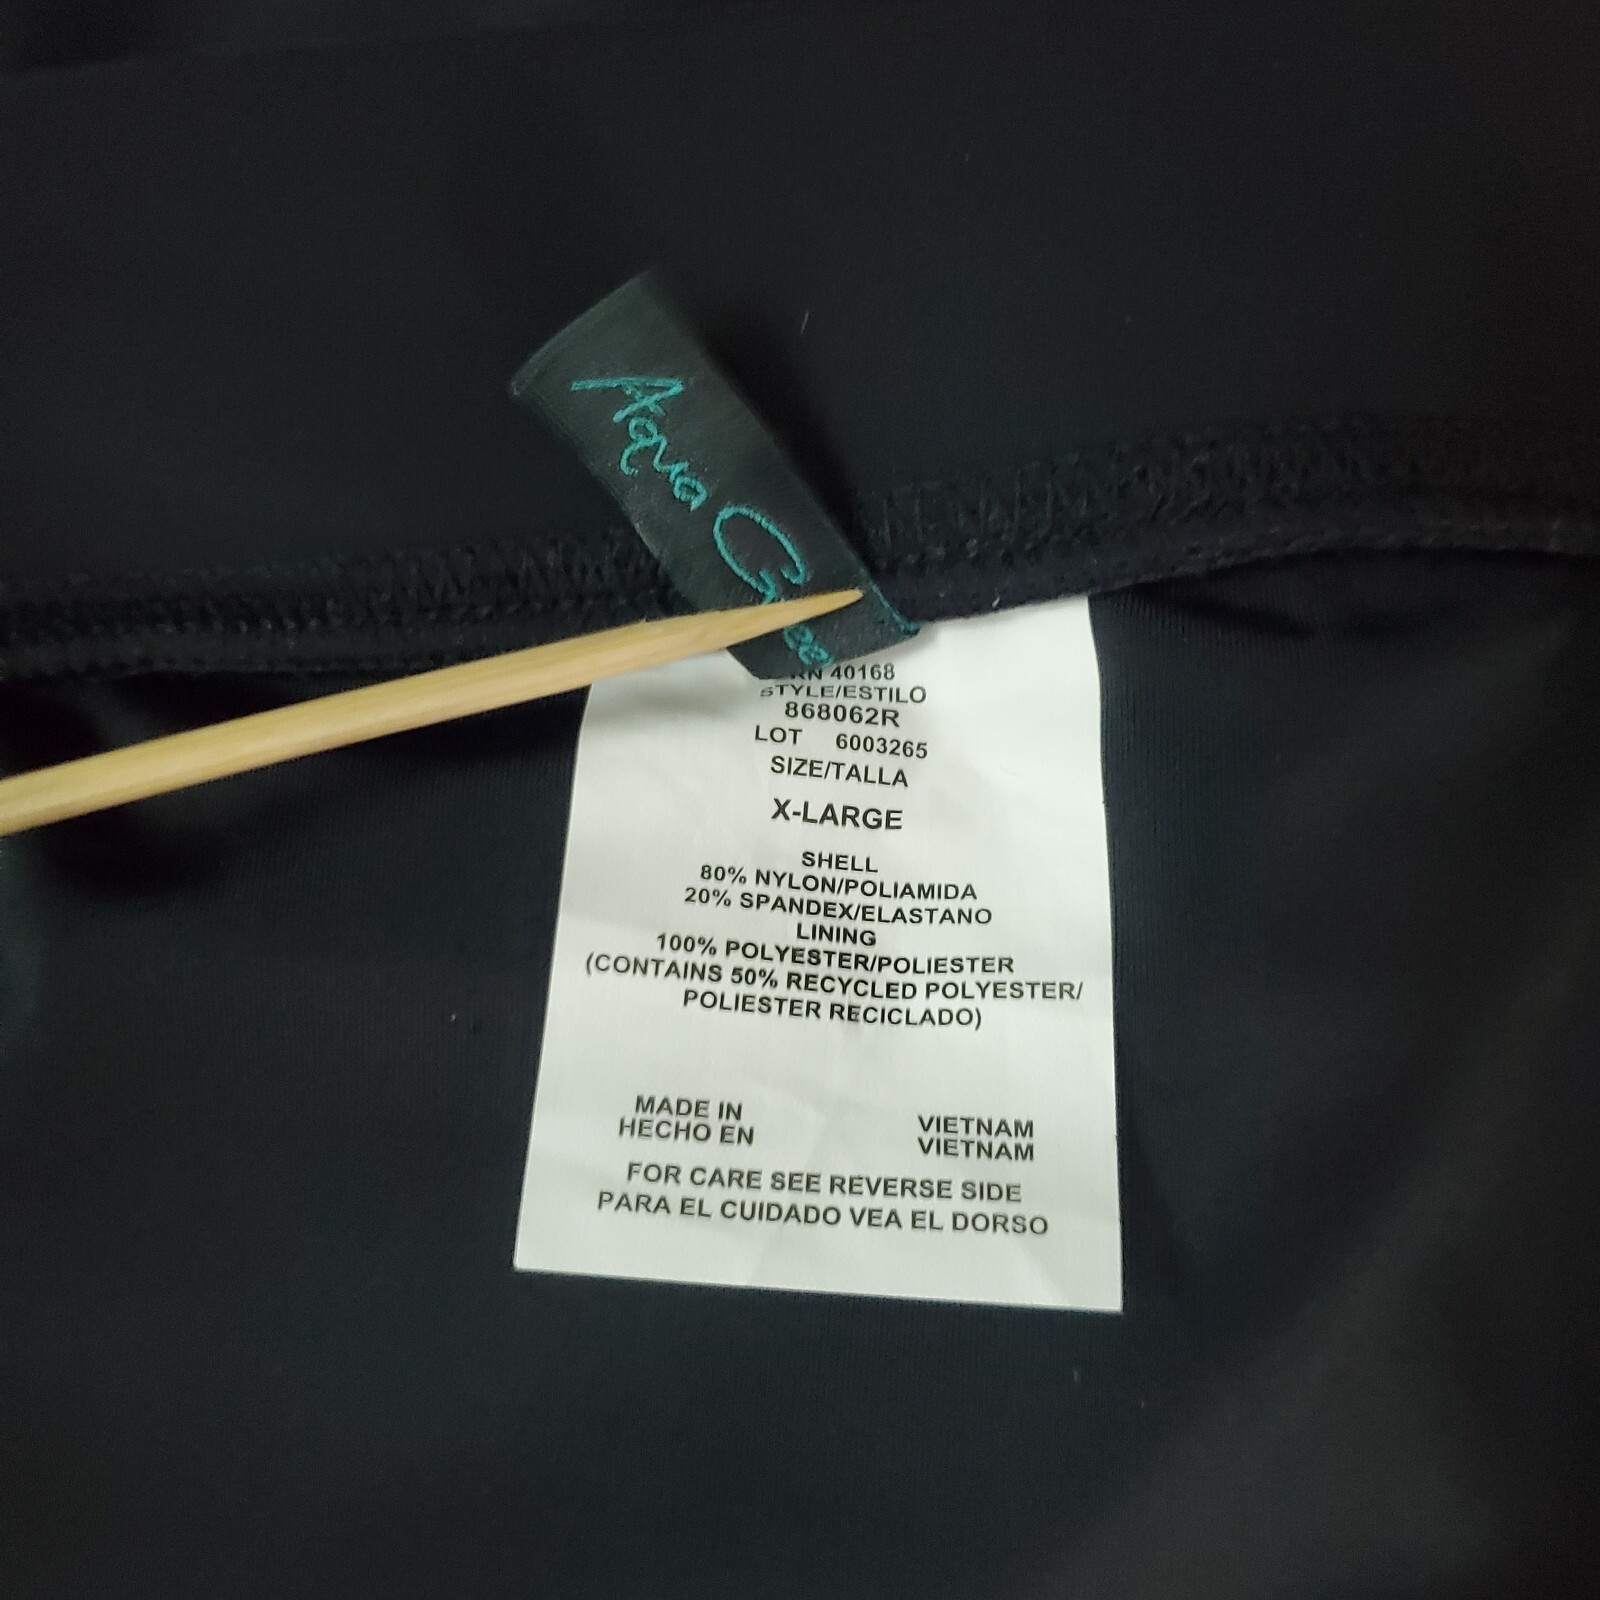 Aqua Green
RN 40168
STYLE/ESTILO
868062R
LOT 6003265
SIZE/TALLA
X-LARGE
SHELL
80% NYLON/POLIAMIDA
20% SPANDEX/ELASTANO
LINING
100% POLYESTER/POLIESTER
(CONTAINS 50% RECYCLED POLYESTER/
POLIESTER RECICLADO)
MADE IN VIETNAM
HECHO EN VIETNAM
FOR CARE SEE REVERSE SIDE
PARA EL CUIDADO VEA EL DORSO